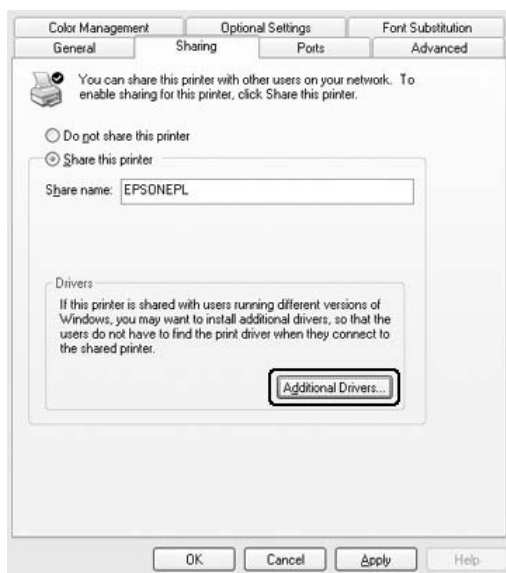 Color Management Optional Settings Font Substitution
General Sharing Ports Advanced
You can share this printer with other users on your network. To
enable sharing for this printer, click Share this printer.
Do not share this printer
Share this printer
Share name: EPSONEPL
Drivers
If this printer is shared with users running different versions of
Windows, you may want to install additional drivers, so that the
users do not have to find the print driver when they connect to
the shared printer.
Additional Drivers...
OK Cancel Apply Help